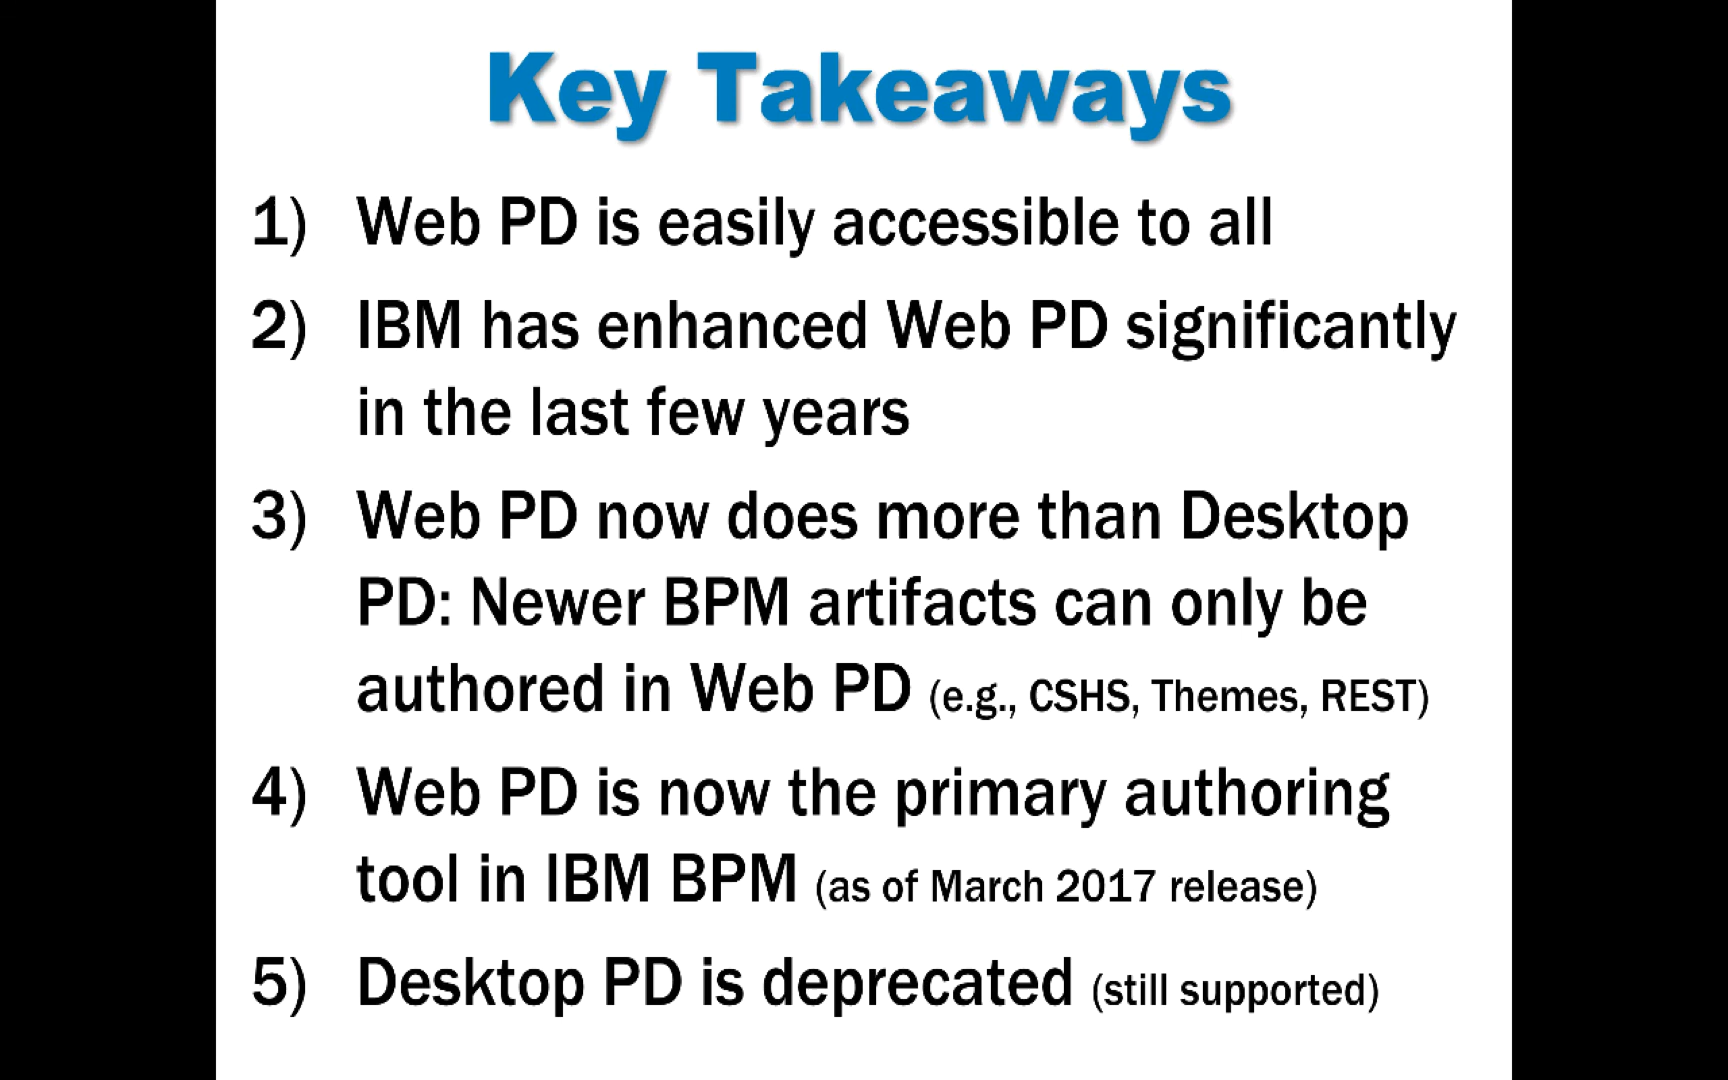 Key Takeaways
1) Web PD is easily accessible to all
2) IBM has enhanced Web PD significantly
in the last few years
3) Web PD now does more than Desktop
PD: Newer BPM artifacts can only be
authored in Web PD (e.g., CSHS, Themes, REST)
4) Web PD is now the primary authoring
tool in IBM BPM (as of March 2017 release)
5) Desktop PD is deprecated (still supported)